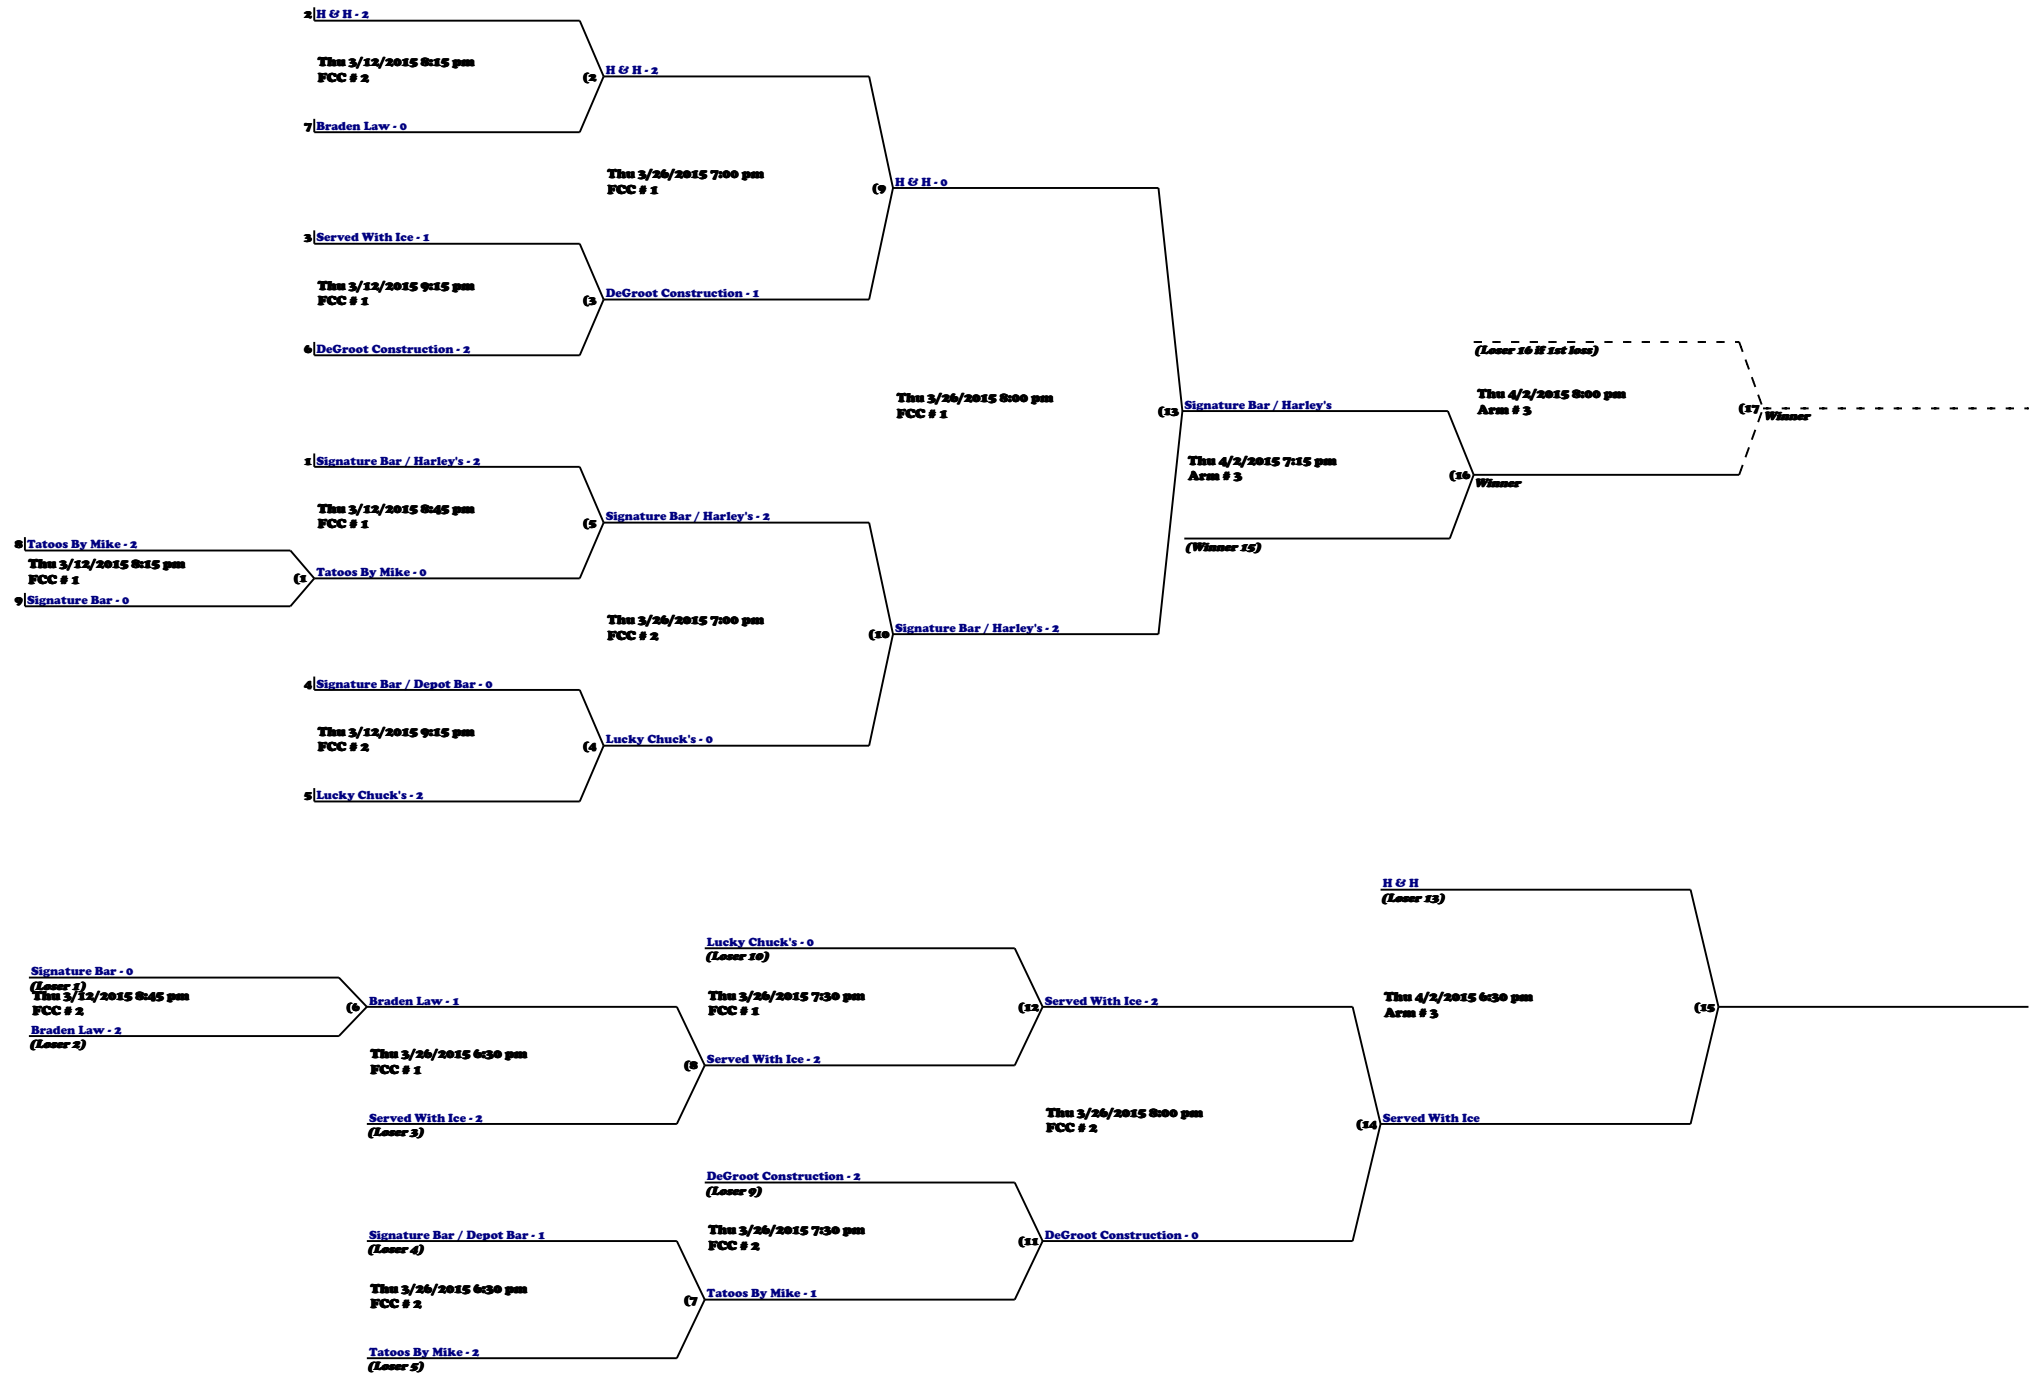 2 H & H - 2
Thu 3/12/2015 8:15 pm
FCC # 2
(2
H & H - 2
7 Braden Law - 0
Thu 3/26/2015 7:00 pm
FCC # 1
(9
H & H - 0
3 Served With Ice - 1
Thu 3/12/2015 9:15 pm
FCC # 1
(3
DeGroot Construction - 1
6 DeGroot Construction - 2
(Loser 16 if 1st loss)
Thu 4/2/2015 8:00 pm
Arm # 3
(17
Winner
Thu 3/26/2015 8:00 pm
FCC # 1
(13
Signature Bar / Harley's
Thu 4/2/2015 7:15 pm
Arm # 3
(16
Winner
(Winner 15)
1 Signature Bar / Harley's - 2
Thu 3/12/2015 8:45 pm
FCC # 1
(5
Signature Bar / Harley's - 2
8 Tatoos By Mike - 2
Thu 3/12/2015 8:15 pm
FCC # 1
(1
Tatoos By Mike - 0
9 Signature Bar - 0
Thu 3/26/2015 7:00 pm
FCC # 2
(10
Signature Bar / Harley's - 2
4 Signature Bar / Depot Bar - 0
Thu 3/12/2015 9:15 pm
FCC # 2
(4
Lucky Chuck's - 0
5 Lucky Chuck's - 2
H & H
(Loser 13)
Lucky Chuck's - 0
(Loser 10)
Signature Bar - 0
(Loser 1)
Thu 3/12/2015 8:45 pm
FCC # 2
(6
Braden Law - 1
Braden Law - 2
(Loser 2)
Thu 3/26/2015 7:30 pm
FCC # 1
(12
Served With Ice - 2
Thu 4/2/2015 6:30 pm
Arm # 3
(15
Thu 3/26/2015 6:30 pm
FCC # 1
(8
Served With Ice - 2
Served With Ice - 2
(Loser 3)
Thu 3/26/2015 8:00 pm
FCC # 2
(14
Served With Ice
DeGroot Construction - 2
(Loser 9)
Signature Bar / Depot Bar - 1
(Loser 4)
Thu 3/26/2015 7:30 pm
FCC # 2
(11
DeGroot Construction - 0
Thu 3/26/2015 6:30 pm
FCC # 2
(7
Tatoos By Mike - 1
Tatoos By Mike - 2
(Loser 5)